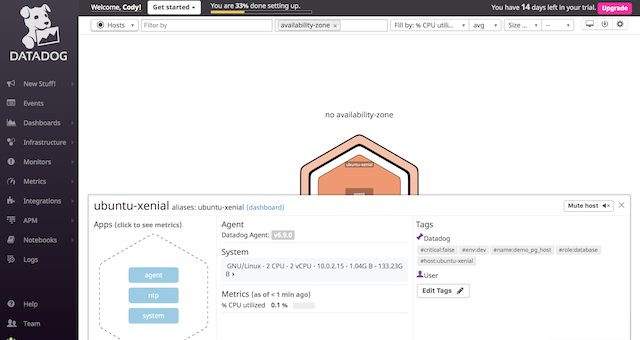 Welcome, Cody!
Get started
You are 33% done setting up.
You have 14 days left in your trial.
Upgrade
Hosts
Filter by
availability-zone ×
Fill by: % CPU utiliz...
avg
Size ...
--
DATADOG
New Stuff!
Events
Dashboards
Infrastructure
Monitors
Metrics
Integrations
APM
Notebooks
Logs
Help
Team
no availability-zone
ubuntu-xenial
agent
ubuntu-xenial aliases: ubuntu-xenial (dashboard)
Mute host
Apps (click to see metrics)
agent
ntp
system
Agent
Datadog Agent: v6.9.0
System
GNU/Linux - 2 CPU - 2 vCPU - 10.0.2.15 - 1.04G B - 133.23G
B
Metrics (as of < 1 min ago)
% CPU utilized 0.1 %
Tags
Datadog
#critical:false #env:dev #name:demo_pg_host #role:database
#host:ubuntu-xenial
User
Edit Tags